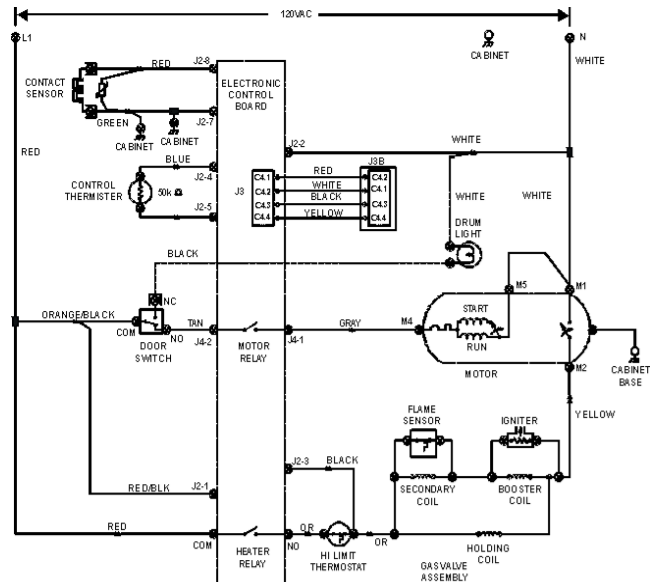 120VAC
L1
N
CABINET
WHITE
RED
J2-8
CONTACT
SENSOR
ELECTRONIC
CONTROL
BOARD
GREEN
J2-7
CABINET
CABINET
RED
BLUE
J2-4
CONTROL
THERMISTER
50k Ω
J2-5
J2-2
WHITE
J3B
J3
C4.1
RED
C4.2
C4.2
WHITE
C4.1
C4.3
BLACK
C4.3
C4.4
YELLOW
C4.4
WHITE
WHITE
DRUM
LIGHT
BLACK
NC
M5
M1
ORANGE/BLACK
COM
NO
TAN
J4-2
DOOR
SWITCH
MOTOR
RELAY
J4-1
GRAY
M4
START
RUN
MOTOR
M2
CABINET
BASE
YELLOW
FLAME
SENSOR
IGNITER
J2-3
BLACK
SECONDARY
COIL
BOOSTER
COIL
J2-1
RED/BLK
RED
COM
HEATER
RELAY
NO
OR
HI LIMIT
THERMOSTAT
OR
HOLDING
COIL
GAS VALVE
ASSEMBLY